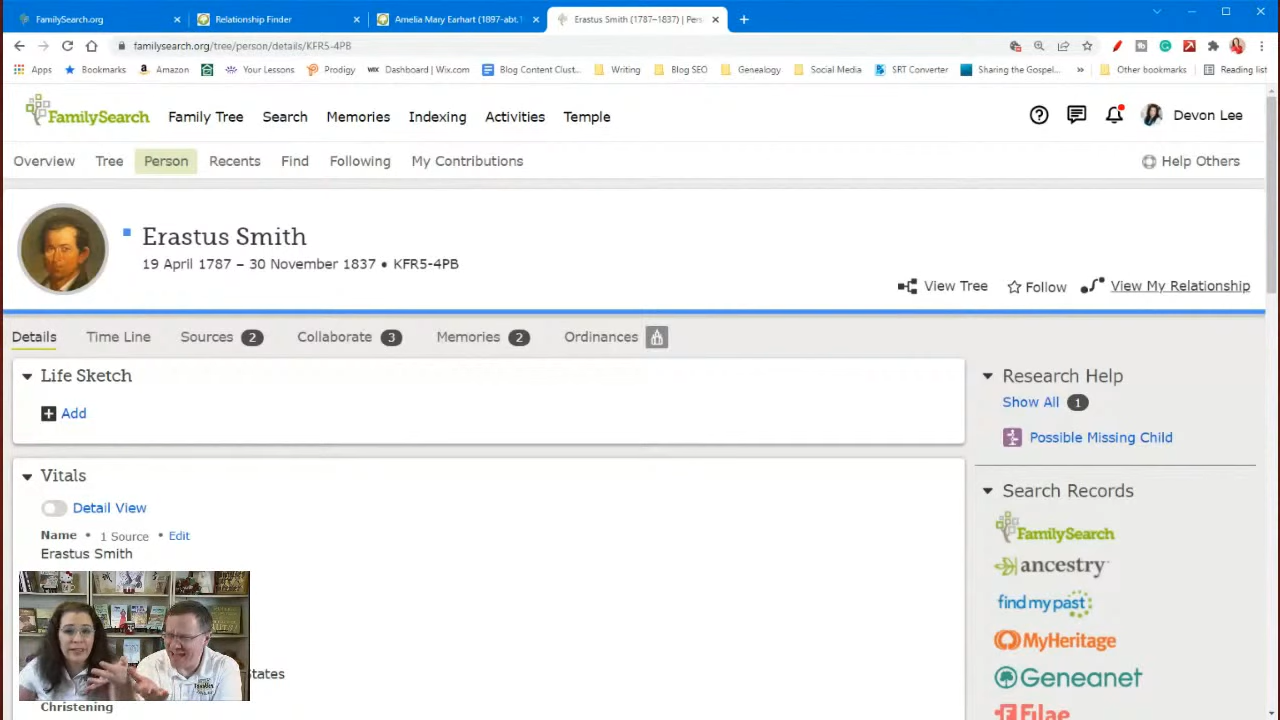 FamilySearch.org
Relationship Finder
Amelia Mary Earhart (1897-abt.1
Erastus Smith (1787–1837) | Pers
familysearch.org/tree/person/details/KFR5-4PB
Apps
Bookmarks
Amazon
Your Lessons
Prodigy
WIX
Dashboard | Wix.com
Blog Content Clust...
Writing
Blog SEO
Genealogy
Social Media
SRT Converter
Sharing the Gospel...
»
Other bookmarks
Reading list
FamilySearch
Family Tree
Search
Memories
Indexing
Activities
Temple
Devon Lee
Overview
Tree
Person
Recents
Find
Following
My Contributions
Help Others
Erastus Smith
19 April 1787 – 30 November 1837 • KFR5-4PB
View Tree
Follow
View My Relationship
Details
Time Line
Sources 2
Collaborate 3
Memories 2
Ordinances
Life Sketch
Add
Vitals
Detail View
Name • 1 Source • Edit
Erastus Smith
States
Christening
Research Help
Show All 1
Possible Missing Child
Search Records
FamilySearch
ancestry
findmypast
MyHeritage
Geneanet
Filae